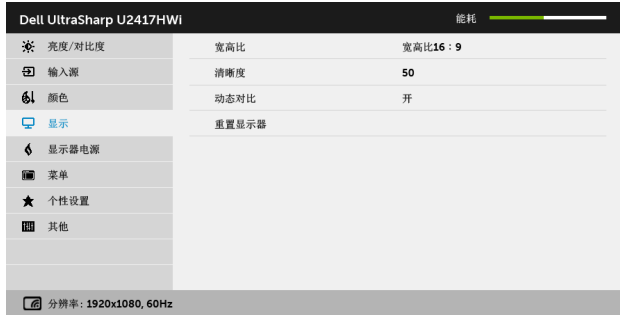 Dell UltraSharp U2417HWi 能耗
亮度/对比度 宽高比 宽高比16：9
输入源 清晰度 50
颜色 动态对比 开
显示 重置显示器
显示器电源
菜单
个性设置
其他
分辨率: 1920x1080, 60Hz